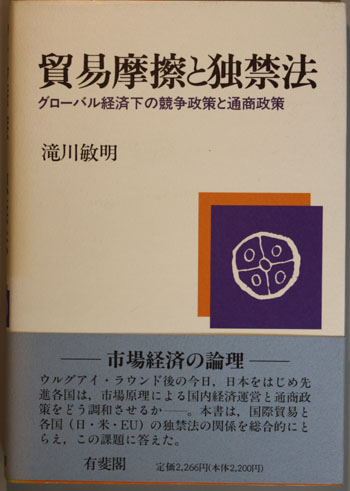 貿易摩擦と独禁法
グローバル経済下の競争政策と通商政策
滝川敏明
── 市場経済の論理 ──
ウルグアイ・ラウンド後の今日，日本をはじめ先
進各国は，市場原理による国内経済運営と通商政
策をどう調和させるか──。本書は，国際貿易と
各国（日・米・EU）の独禁法の関係を総合的にと
らえ，この課題に答えた。
有斐閣
定価2,266円(本体2,200円)